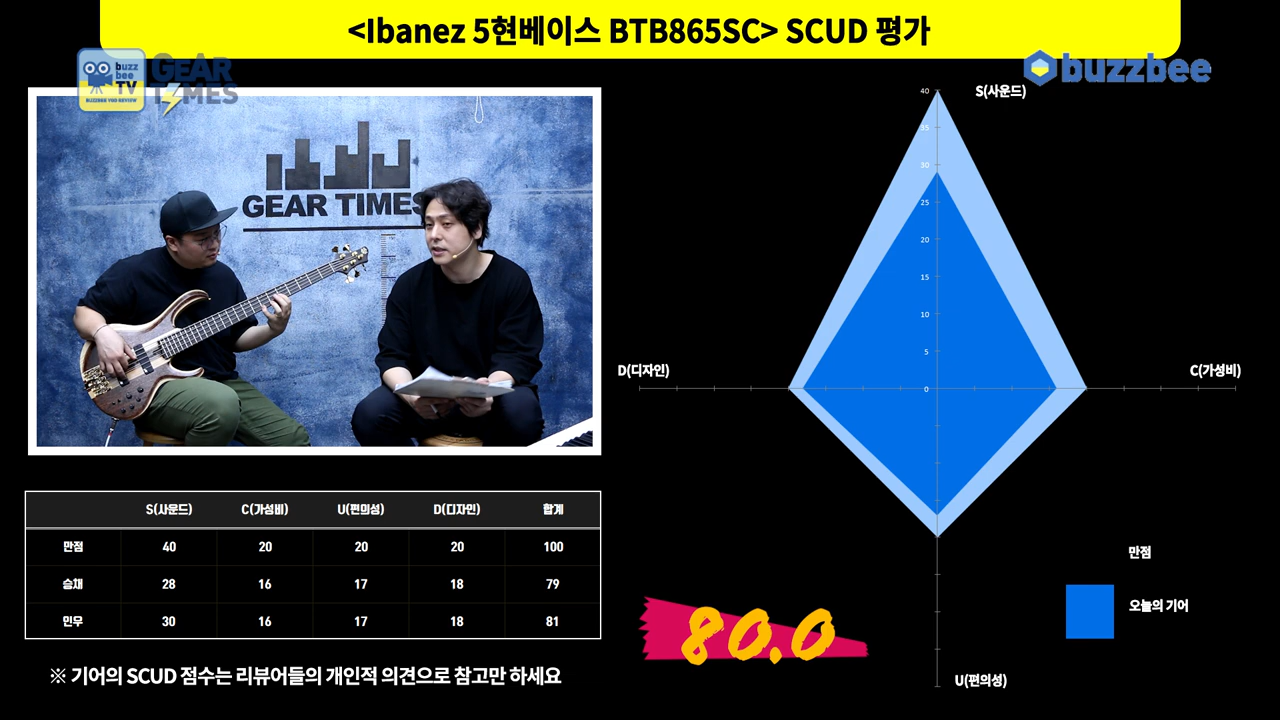 <Ibanez 5현베이스 BTB865SC> SCUD 평가
buzz
bee
TV
BUZZBEE YOU REVIEW
GEAR
TIMES
buzzbee
GEAR TIMES
S(사운드)
40
35
30
25
20
15
10
5
0
D(디자인)
C(가성비)
U(편의성)
만점
오늘의 기어
S(사운드) C(가성비) U(편의성) D(디자인) 합계
만점 40 20 20 20 100
승채 28 16 17 18 79
민우 30 16 17 18 81
80.0
※ 기어의 SCUD 점수는 리뷰어들의 개인적 의견으로 참고만 하세요